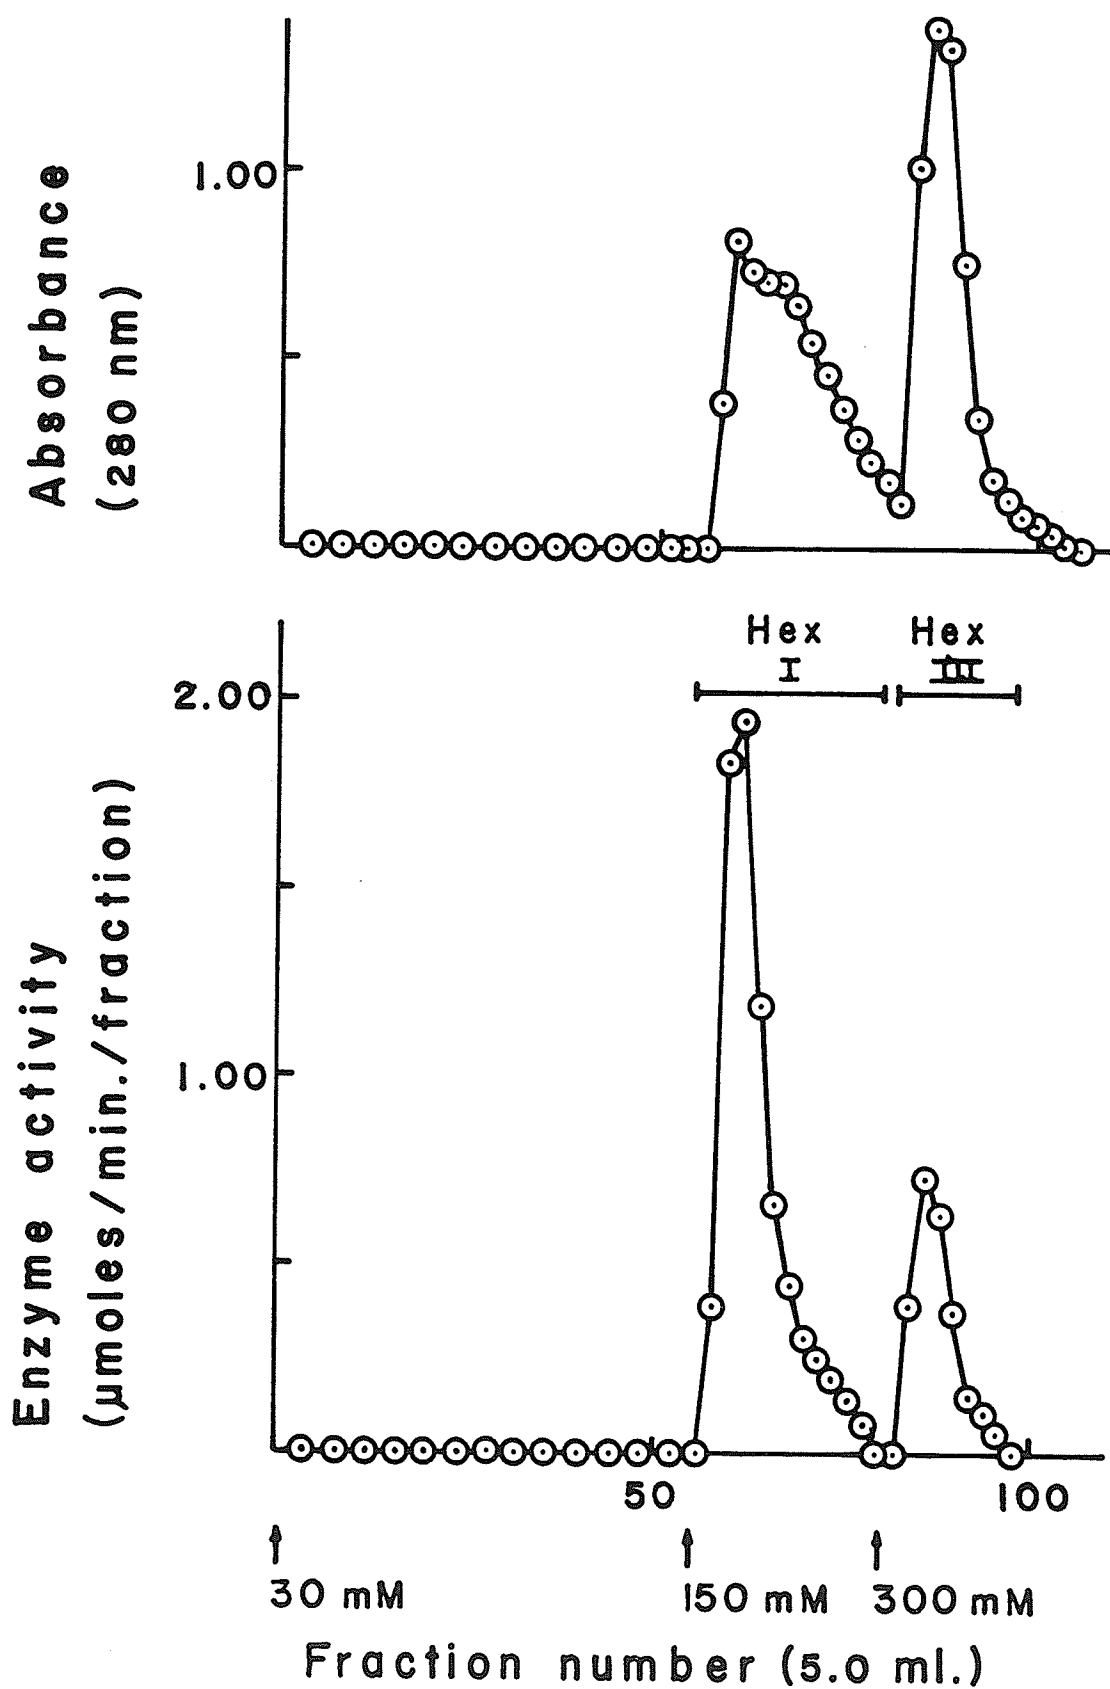 Absorbance
(280 nm)
1.00
Hex
I
Hex
III
2.00
1.00
Enzyme activity
(μmoles/min./fraction)
50
100
30 mM
150 mM
300 mM
Fraction number (5.0 ml.)